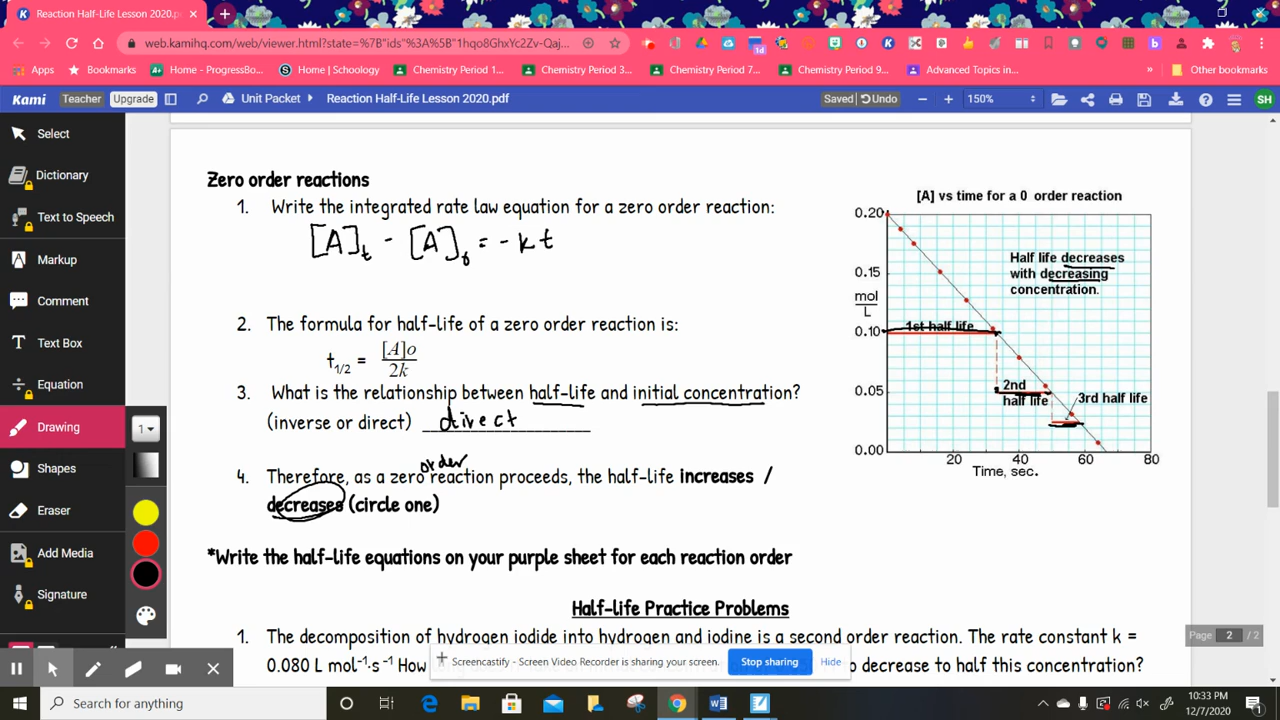 Reaction Half-Life Lesson 2020.p
web.kamihq.com/web/viewer.html?state=%7B"ids"%3A%5B"1hqo8GhxYc2Zv-Qaj...
Apps Bookmarks Home - ProgressBo... Home | Schoology Chemistry Period 1... Chemistry Period 3... Chemistry Period 7... Chemistry Period 9... Advanced Topics in... » Other bookmarks
Kami Teacher Upgrade Unit Packet Reaction Half-Life Lesson 2020.pdf Saved Undo 150% SH
Select
Dictionary
Text to Speech
Markup
Comment
Text Box
Equation
Drawing
1
Shapes
Eraser
Add Media
Signature
Zero order reactions
1. Write the integrated rate law equation for a zero order reaction:
[A]t - [A]o = - k t
2. The formula for half-life of a zero order reaction is:
t1/2 = [A]o
2k
3. What is the relationship between half-life and initial concentration?
(inverse or direct) direct
order
4. Therefore, as a zero reaction proceeds, the half-life increases /
decreases (circle one)
*Write the half-life equations on your purple sheet for each reaction order
[A] vs time for a 0 order reaction
0.20
Half life decreases
with decreasing
concentration.
0.15
mol
L
0.10
1st half life
0.05
2nd
half life
3rd half life
0.00
20 40 60 80
Time, sec.
Half-life Practice Problems
1. The decomposition of hydrogen iodide into hydrogen and iodine is a second order reaction. The rate constant k =
0.080 L mol⁻¹·s⁻¹ How
o decrease to half this concentration?
Screencastify - Screen Video Recorder is sharing your screen. Stop sharing Hide
Page 2 / 2
Type here to search
10:33 PM
12/7/2020